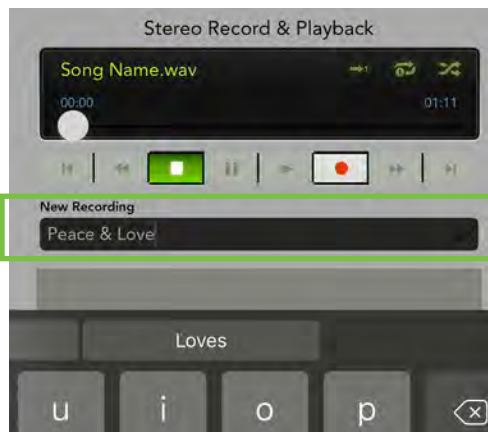 Stereo Record & Playback
Song Name.wav
00:00
01:11
New Recording
Peace & Love
Loves
u i o p